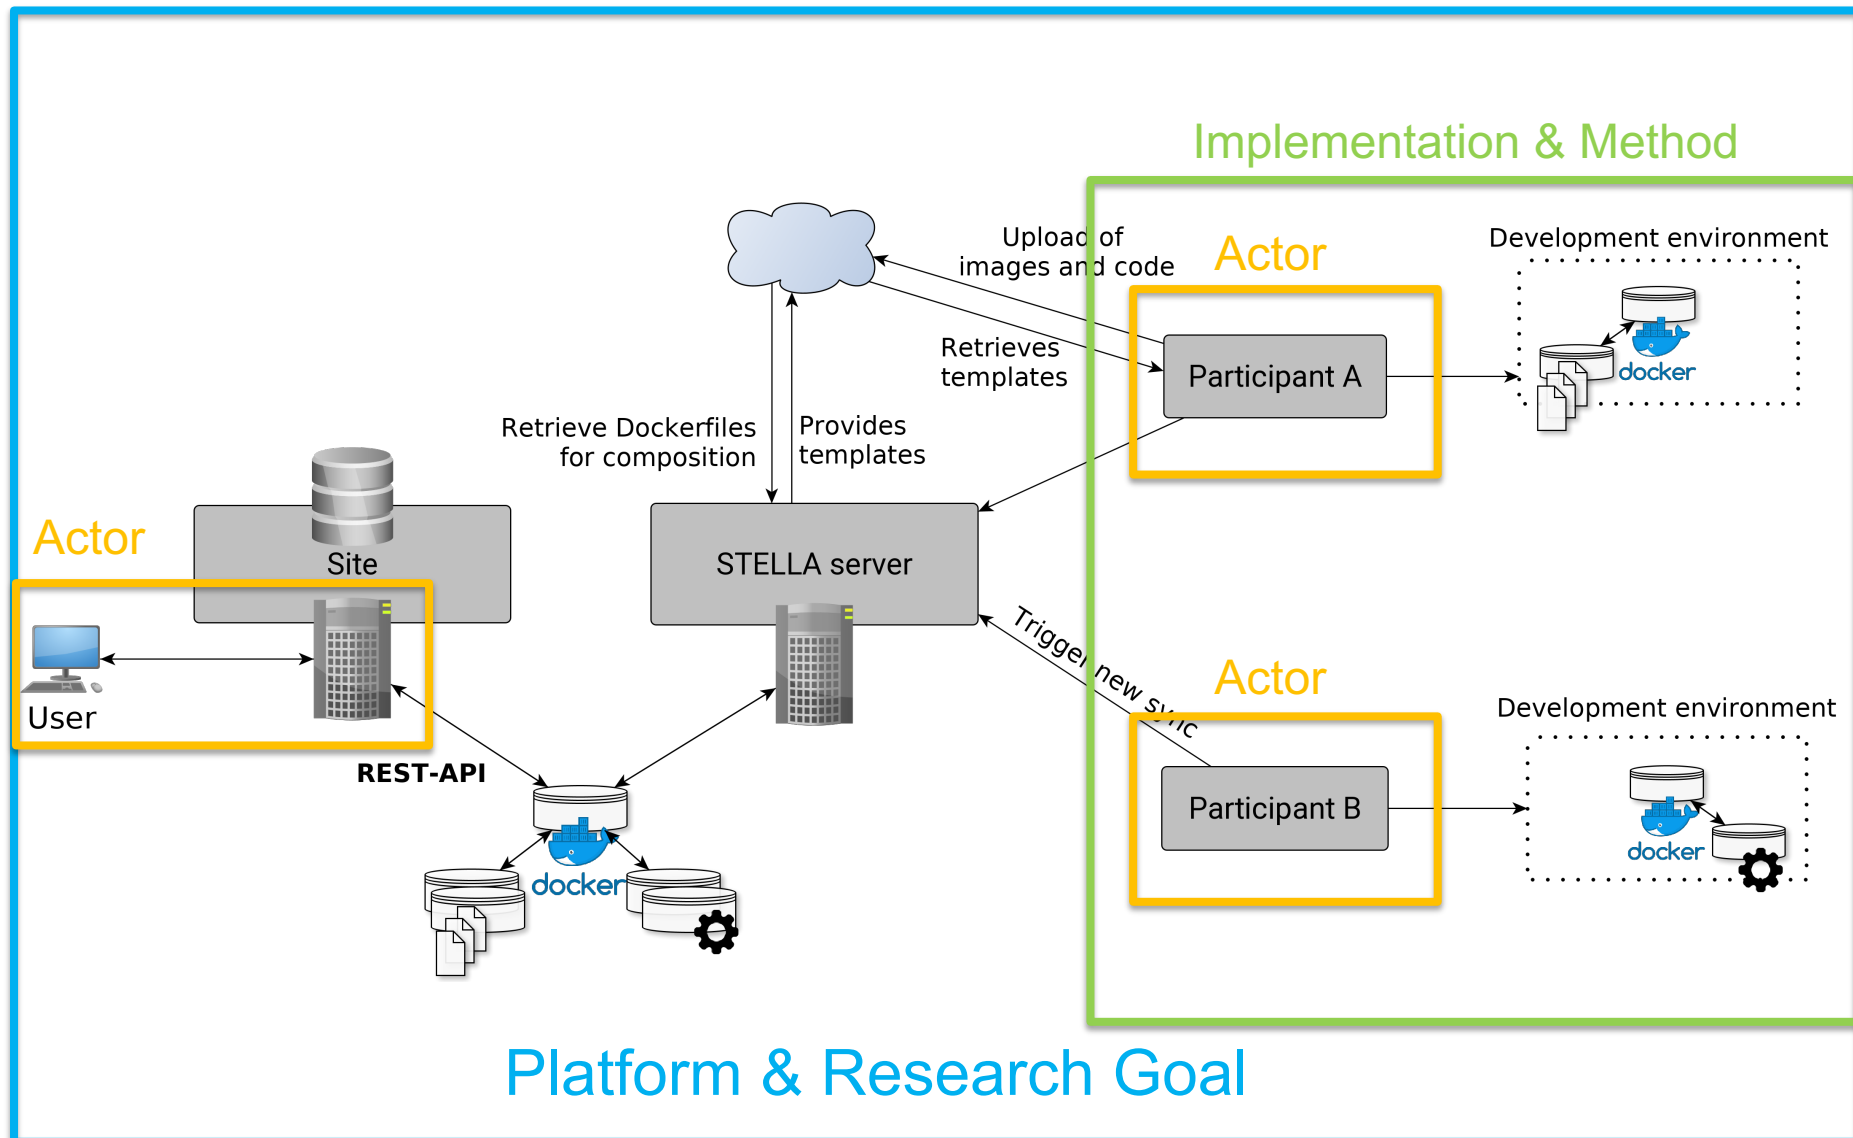 Implementation & Method
Upload of
images and code
Actor
Development environment
Retrieves
templates
Participant A
docker
Retrieve Dockerfiles
for composition
Provides
templates
Actor
Site
STELLA server
User
REST-API
Trigger new sync
Actor
Development environment
Participant B
docker
docker
Platform & Research Goal